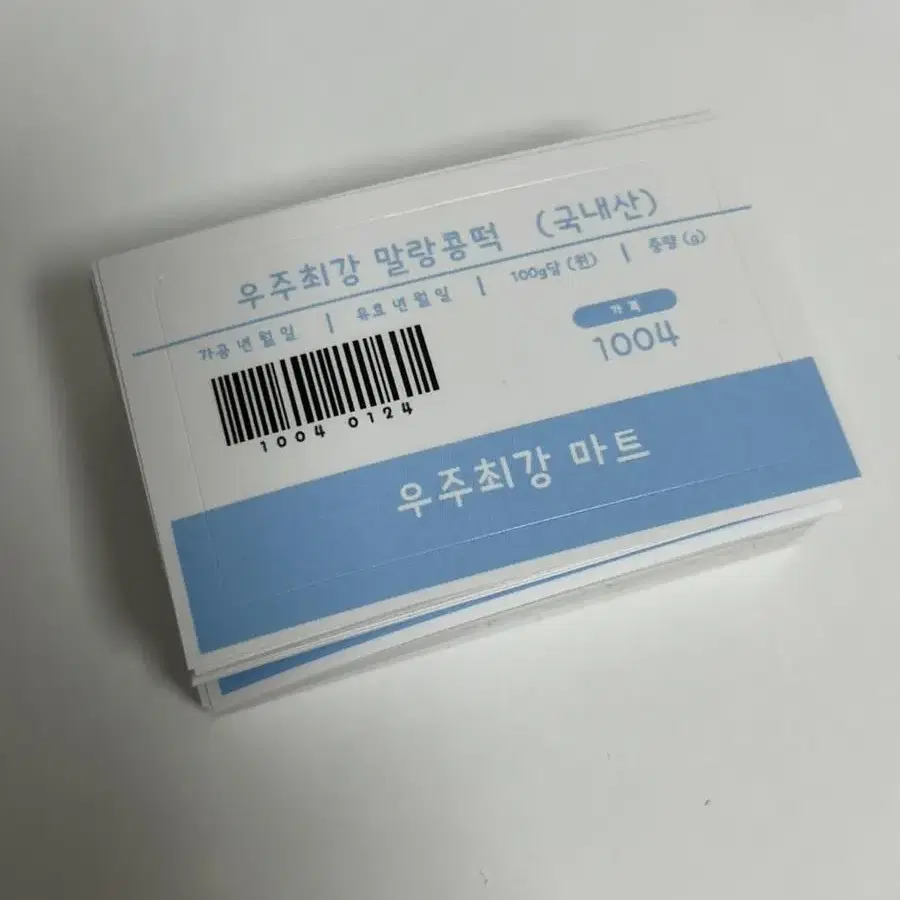 우주최강 말랑콩떡 (국내산)
가공년월일 | 유효년월일 | 100g당 (원) | 중량 (g)
가격
1004
1004 0124
우주최강 마트